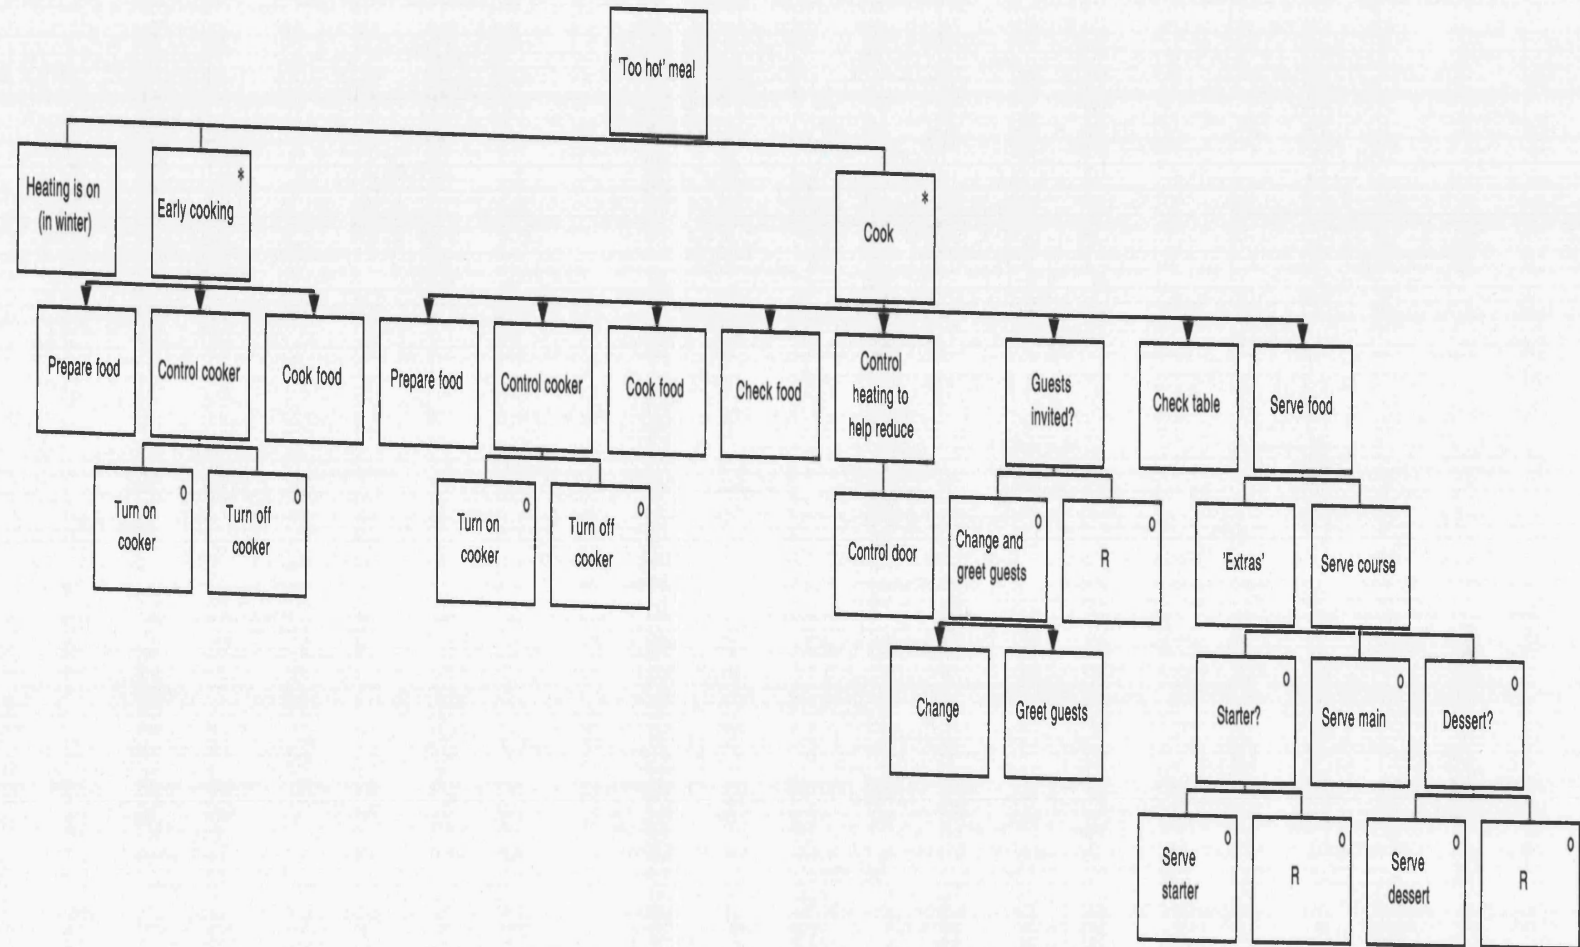 'Too hot' meal
Heating is on
(in winter)
*
Early cooking
*
Cook
Prepare food
Control cooker
Cook food
Prepare food
Control cooker
Cook food
Check food
Control
heating to
help reduce
Guests
invited?
Check table
Serve food
O
Turn on
cooker
O
Turn off
cooker
O
Turn on
cooker
O
Turn off
cooker
Control door
O
Change and
greet guests
O
R
'Extras'
Serve course
Change
Greet guests
O
Starter?
O
Serve main
O
Dessert?
O
Serve
starter
O
R
O
Serve
dessert
O
R